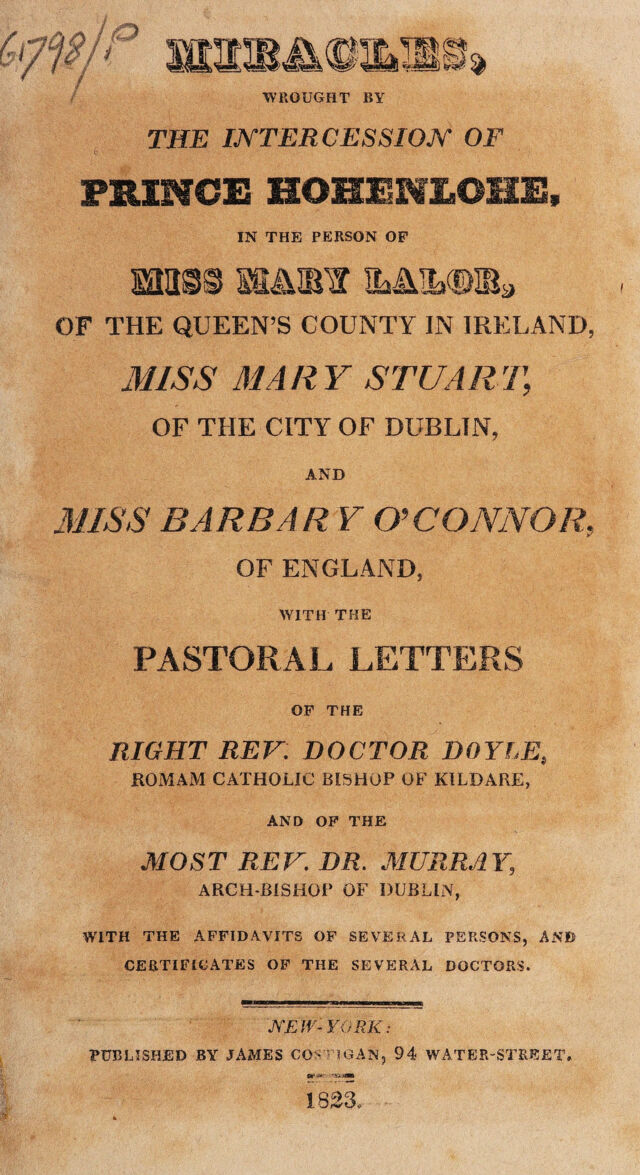 61798/P
MIRACLES,
WROUGHT BY
THE INTERCESSION OF
PRINCE HOHENLOHE,
IN THE PERSON OF
MISS MARY LALOR,
OF THE QUEEN'S COUNTY IN IRELAND,
MISS MARY STUART,
OF THE CITY OF DUBLIN,
AND
MISS BARBARY O'CONNOR,
OF ENGLAND,
WITH THE
PASTORAL LETTERS
OF THE
RIGHT REV. DOCTOR DOYLE,
ROMAM CATHOLIC BISHOP OF KILDARE,
AND OF THE
MOST REV. DR. MURRAY,
ARCH-BISHOP OF DUBLIN,
WITH THE AFFIDAVITS OF SEVERAL PERSONS, AND
CERTIFICATES OF THE SEVERAL DOCTORS.
NEW-YORK:
PUBLISHED BY JAMES COSTIGAN, 94 WATER-STREET.
1823.